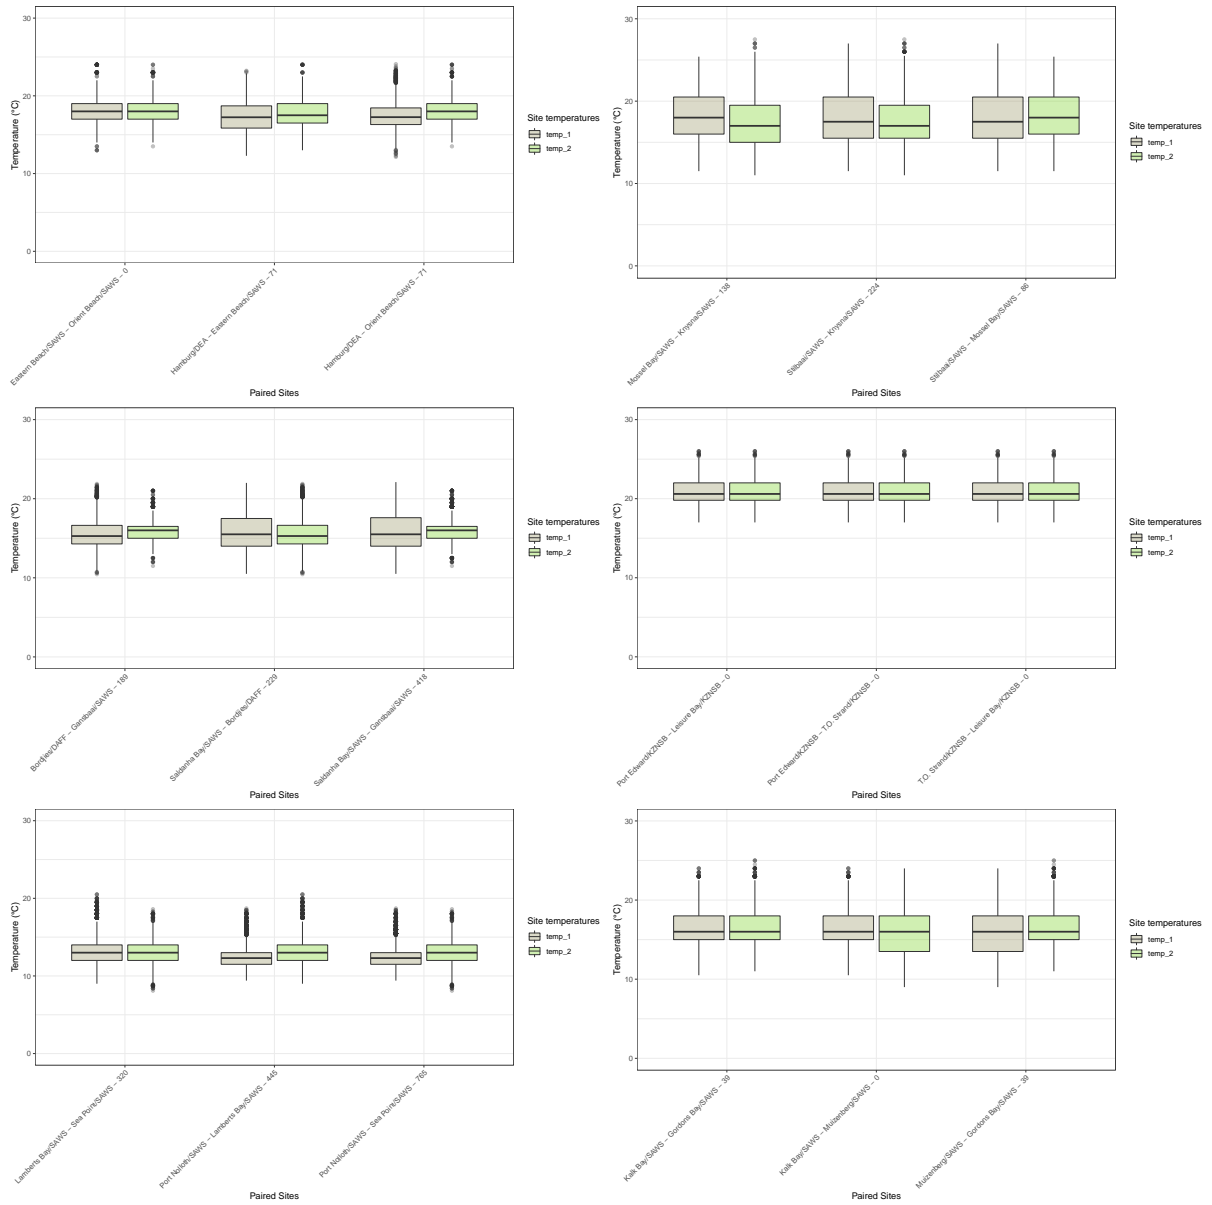 30
20
10
0
Temperature (°C)
Eastern Beach/SAWS − Orient Beach/SAWS − 0
Hamburg/DEA − Eastern Beach/SAWS − 71
Hamburg/DEA − Orient Beach/SAWS − 71
Paired Sites
Site temperatures
temp_1
temp_2
30
20
10
0
Temperature (°C)
Mossel Bay/SAWS − Knysna/SAWS − 138
Stilbaai/SAWS − Knysna/SAWS − 224
Stilbaai/SAWS − Mossel Bay/SAWS − 86
Paired Sites
Site temperatures
temp_1
temp_2
30
20
10
0
Temperature (°C)
Bordjies/DAFF − Gansbaai/SAWS − 189
Saldanha Bay/SAWS − Bordjies/DAFF − 229
Saldanha Bay/SAWS − Gansbaai/SAWS − 418
Paired Sites
Site temperatures
temp_1
temp_2
30
20
10
0
Temperature (°C)
Port Edward/KZNSB − Leisure Bay/KZNSB − 0
Port Edward/KZNSB − T.O. Strand/KZNSB − 0
T.O. Strand/KZNSB − Leisure Bay/KZNSB − 0
Paired Sites
Site temperatures
temp_1
temp_2
30
20
10
0
Temperature (°C)
Lamberts Bay/SAWS − Sea Point/SAWS − 320
Port Nolloth/SAWS − Lamberts Bay/SAWS − 445
Port Nolloth/SAWS − Sea Point/SAWS − 765
Paired Sites
Site temperatures
temp_1
temp_2
30
20
10
0
Temperature (°C)
Kalk Bay/SAWS − Gordons Bay/SAWS − 39
Kalk Bay/SAWS − Muizenberg/SAWS − 0
Muizenberg/SAWS − Gordons Bay/SAWS − 39
Paired Sites
Site temperatures
temp_1
temp_2